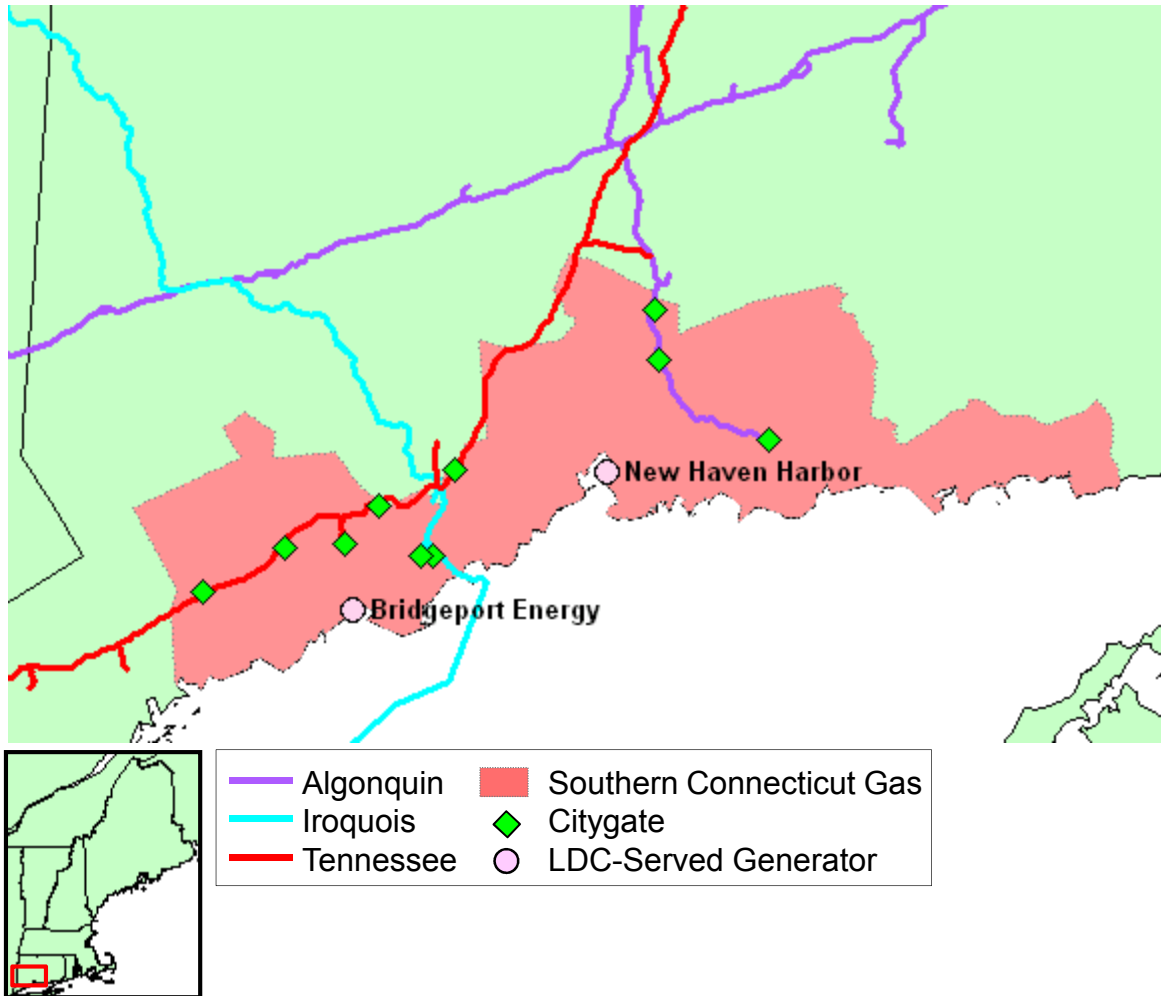 New Haven Harbor
Bridgeport Energy
Algonquin
Southern Connecticut Gas
Iroquois
Citygate
Tennessee
LDC-Served Generator